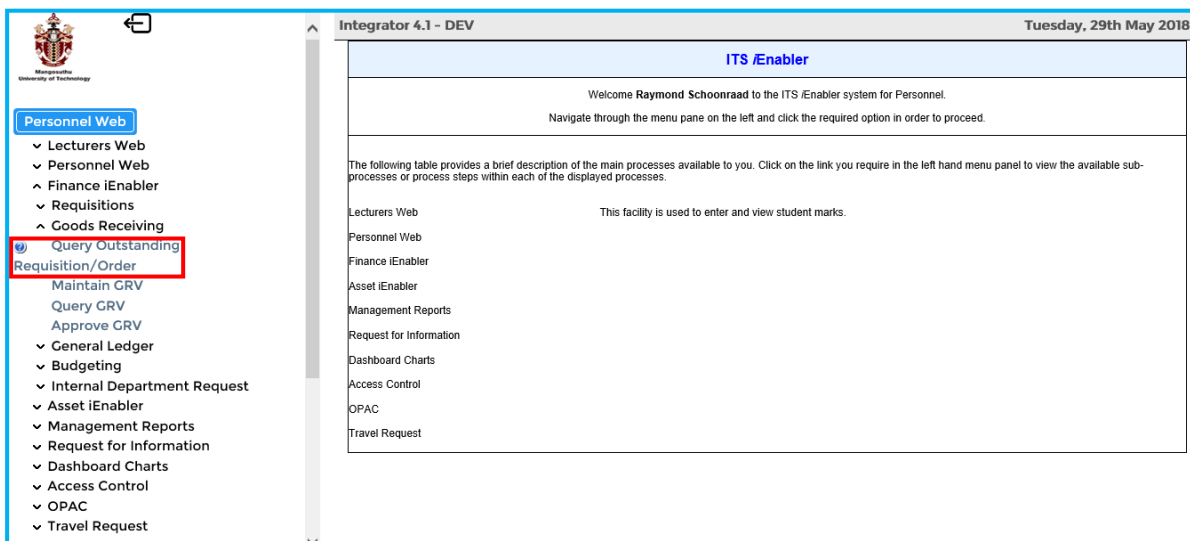 Mangosuthu
University of Technology
Personnel Web
Lecturers Web
Personnel Web
Finance iEnabler
Requisitions
Goods Receiving
Query Outstanding
Requisition/Order
Maintain GRV
Query GRV
Approve GRV
General Ledger
Budgeting
Internal Department Request
Asset iEnabler
Management Reports
Request for Information
Dashboard Charts
Access Control
OPAC
Travel Request
Integrator 4.1 - DEV Tuesday, 29th May 2018
ITS iEnabler
Welcome Raymond Schoonraad to the ITS iEnabler system for Personnel.
Navigate through the menu pane on the left and click the required option in order to proceed.
The following table provides a brief description of the main processes available to you. Click on the link you require in the left hand menu panel to view the available sub-
processes or process steps within each of the displayed processes.
Lecturers Web This facility is used to enter and view student marks.
Personnel Web
Finance iEnabler
Asset iEnabler
Management Reports
Request for Information
Dashboard Charts
Access Control
OPAC
Travel Request